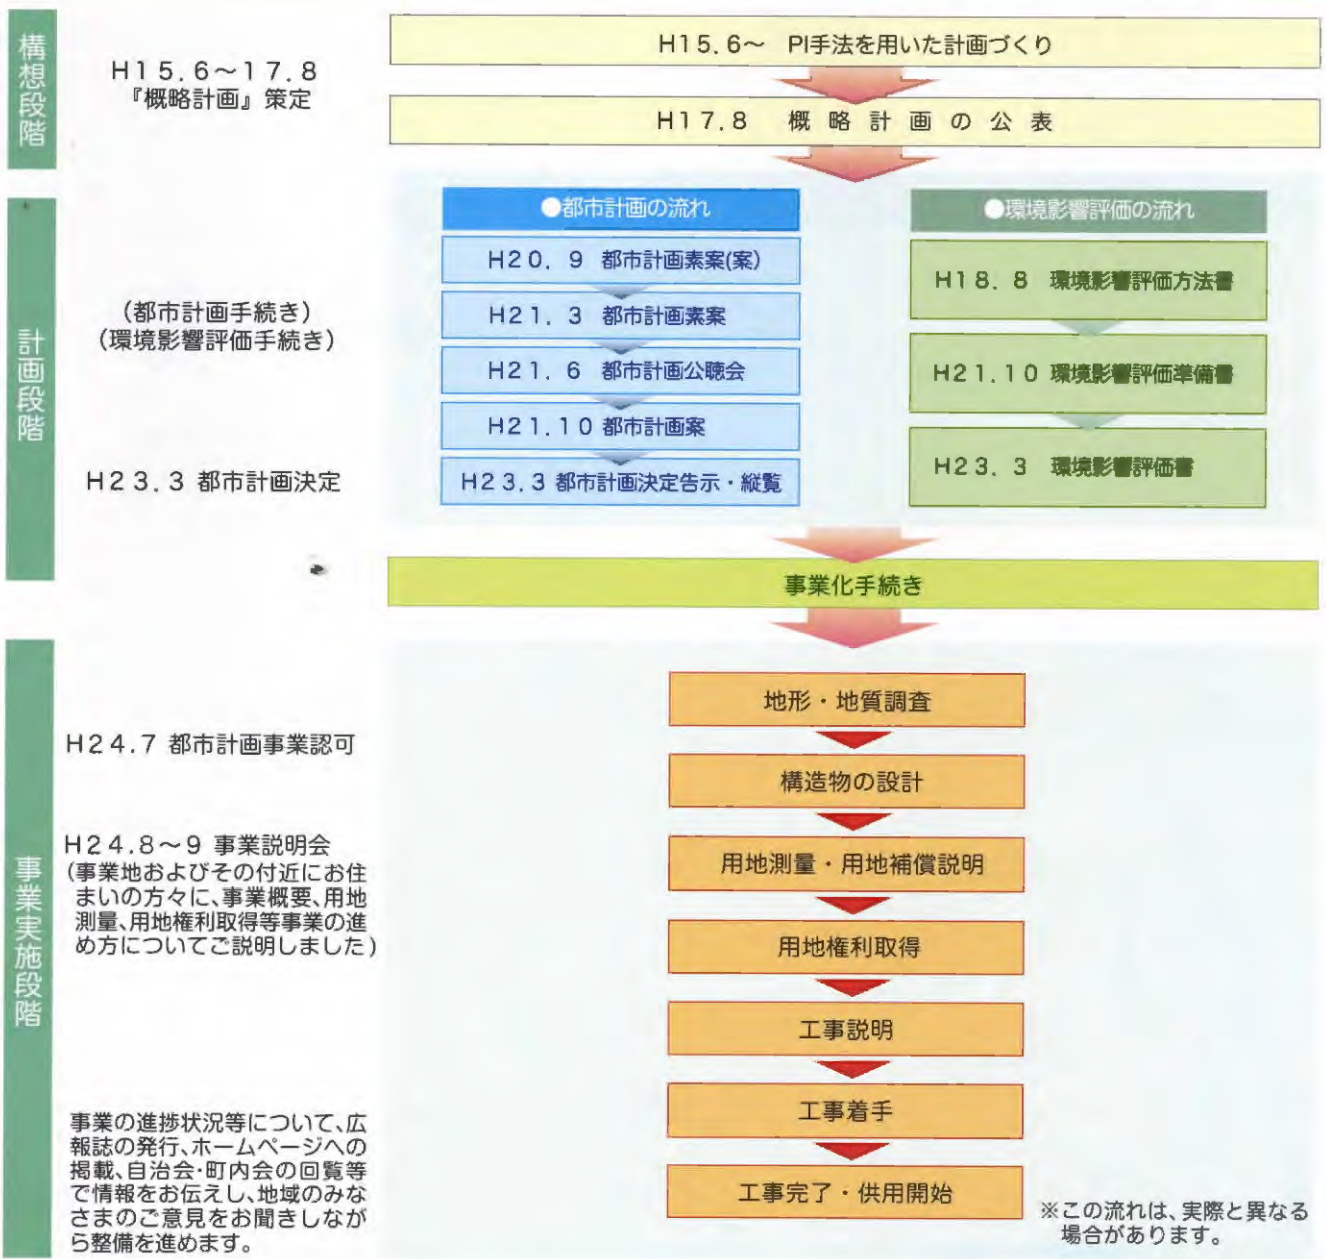 構想段階
H15.6～17.8
『概略計画』策定
H15.6～ PI手法を用いた計画づくり
H17.8 概略計画の公表
計画段階
(都市計画手続き)
(環境影響評価手続き)
H23.3 都市計画決定
●都市計画の流れ
H20.9 都市計画素案(案)
H21.3 都市計画素案
H21.6 都市計画公聴会
H21.10 都市計画案
H23.3 都市計画決定告示・縦覧
●環境影響評価の流れ
H18.8 環境影響評価方法書
H21.10 環境影響評価準備書
H23.3 環境影響評価書
事業化手続き
事業実施段階
H24.7 都市計画事業認可
H24.8～9 事業説明会
(事業地およびその付近にお住
まいの方々に、事業概要、用地
測量、用地権利取得等事業の進
め方についてご説明しました)
事業の進捗状況等について、広
報誌の発行、ホームページへの
掲載、自治会・町内会の回覧等
で情報をお伝えし、地域のみな
さまのご意見をお聞きしなが
ら整備を進めます。
地形・地質調査
構造物の設計
用地測量・用地補償説明
用地権利取得
工事説明
工事着手
工事完了・供用開始
※この流れは、実際と異なる
場合があります。